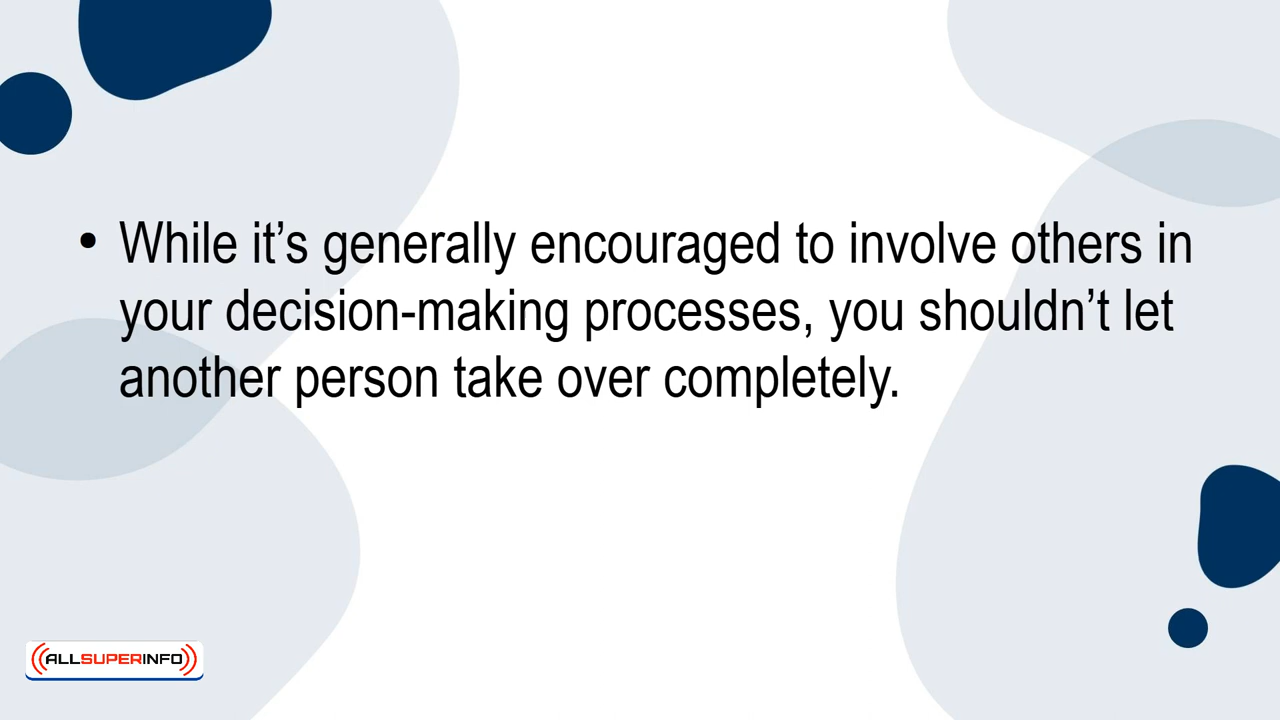 • While it’s generally encouraged to involve others in
your decision-making processes, you shouldn’t let
another person take over completely.
ALLSUPERINFO